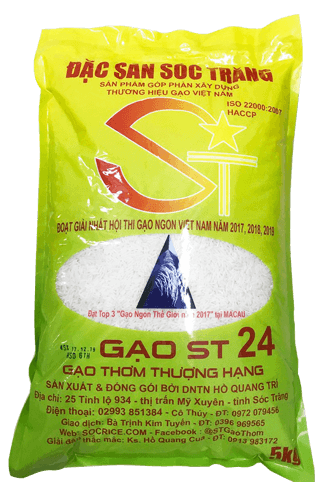 ĐẶC SẢN SÓC TRĂNG
SẢN PHẨM GÓP PHẦN XÂY DỰNG
THƯƠNG HIỆU GẠO VIỆT NAM
ISO 22000:2007
HACCP
ST
ĐOẠT GIẢI NHẤT HỘI THI GẠO NGON VIỆT NAM NĂM 2017, 2018, 2019
Đạt Top 3 "Gạo Ngon Thế Giới năm 2017" tại MACAU
GẠO ST 24
GẠO THƠM THƯỢNG HẠNG
SẢN XUẤT & ĐÓNG GÓI BỞI DNTN HỒ QUANG TRÍ
Địa chỉ: 25 Tỉnh lộ 934 - thị trấn Mỹ Xuyên - tỉnh Sóc Trăng
Điện thoại: 02993 851384 - Cô Thúy - ĐT: 0972 079456
Giao dịch: Bà Trịnh Kim Tuyến - ĐT: 0396 969565
Web: SOCRICE.COM - Facebook : @STGaoThom
Giải đáp thắc mắc: Ks. Hồ Quang Cua - ĐT: 0913 983172
5Kg